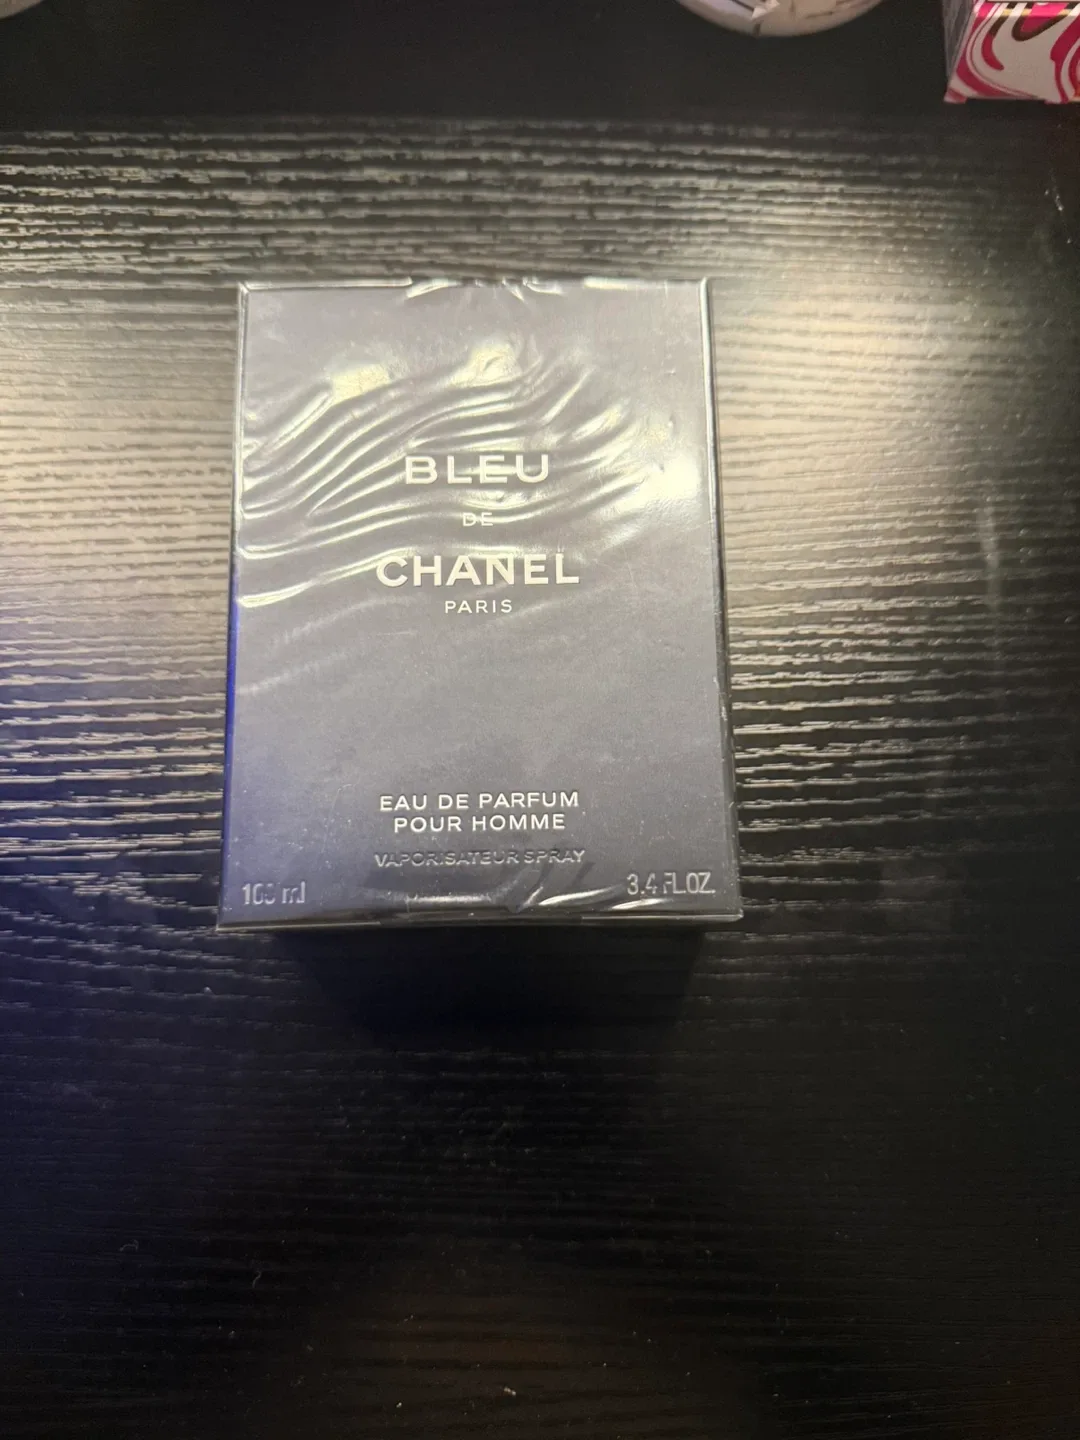 BLEU
DE
CHANEL
PARIS
EAU DE PARFUM
POUR HOMME
VAPORISATEUR SPRAY
100 ml
3.4 FL.OZ.